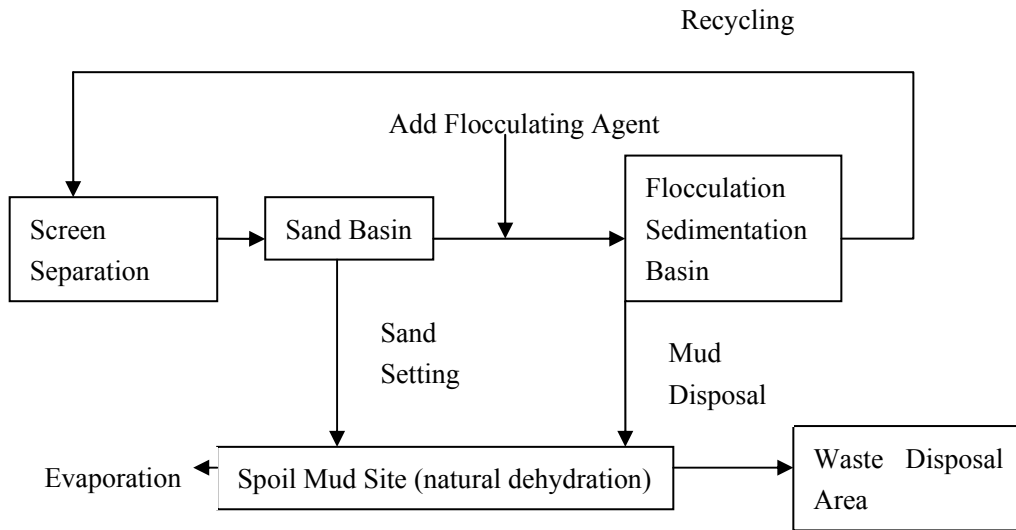 Recycling
Add Flocculating Agent
Screen
Separation
Sand Basin
Flocculation
Sedimentation
Basin
Sand
Setting
Mud
Disposal
Evaporation
Spoil Mud Site (natural dehydration)
Waste Disposal
Area